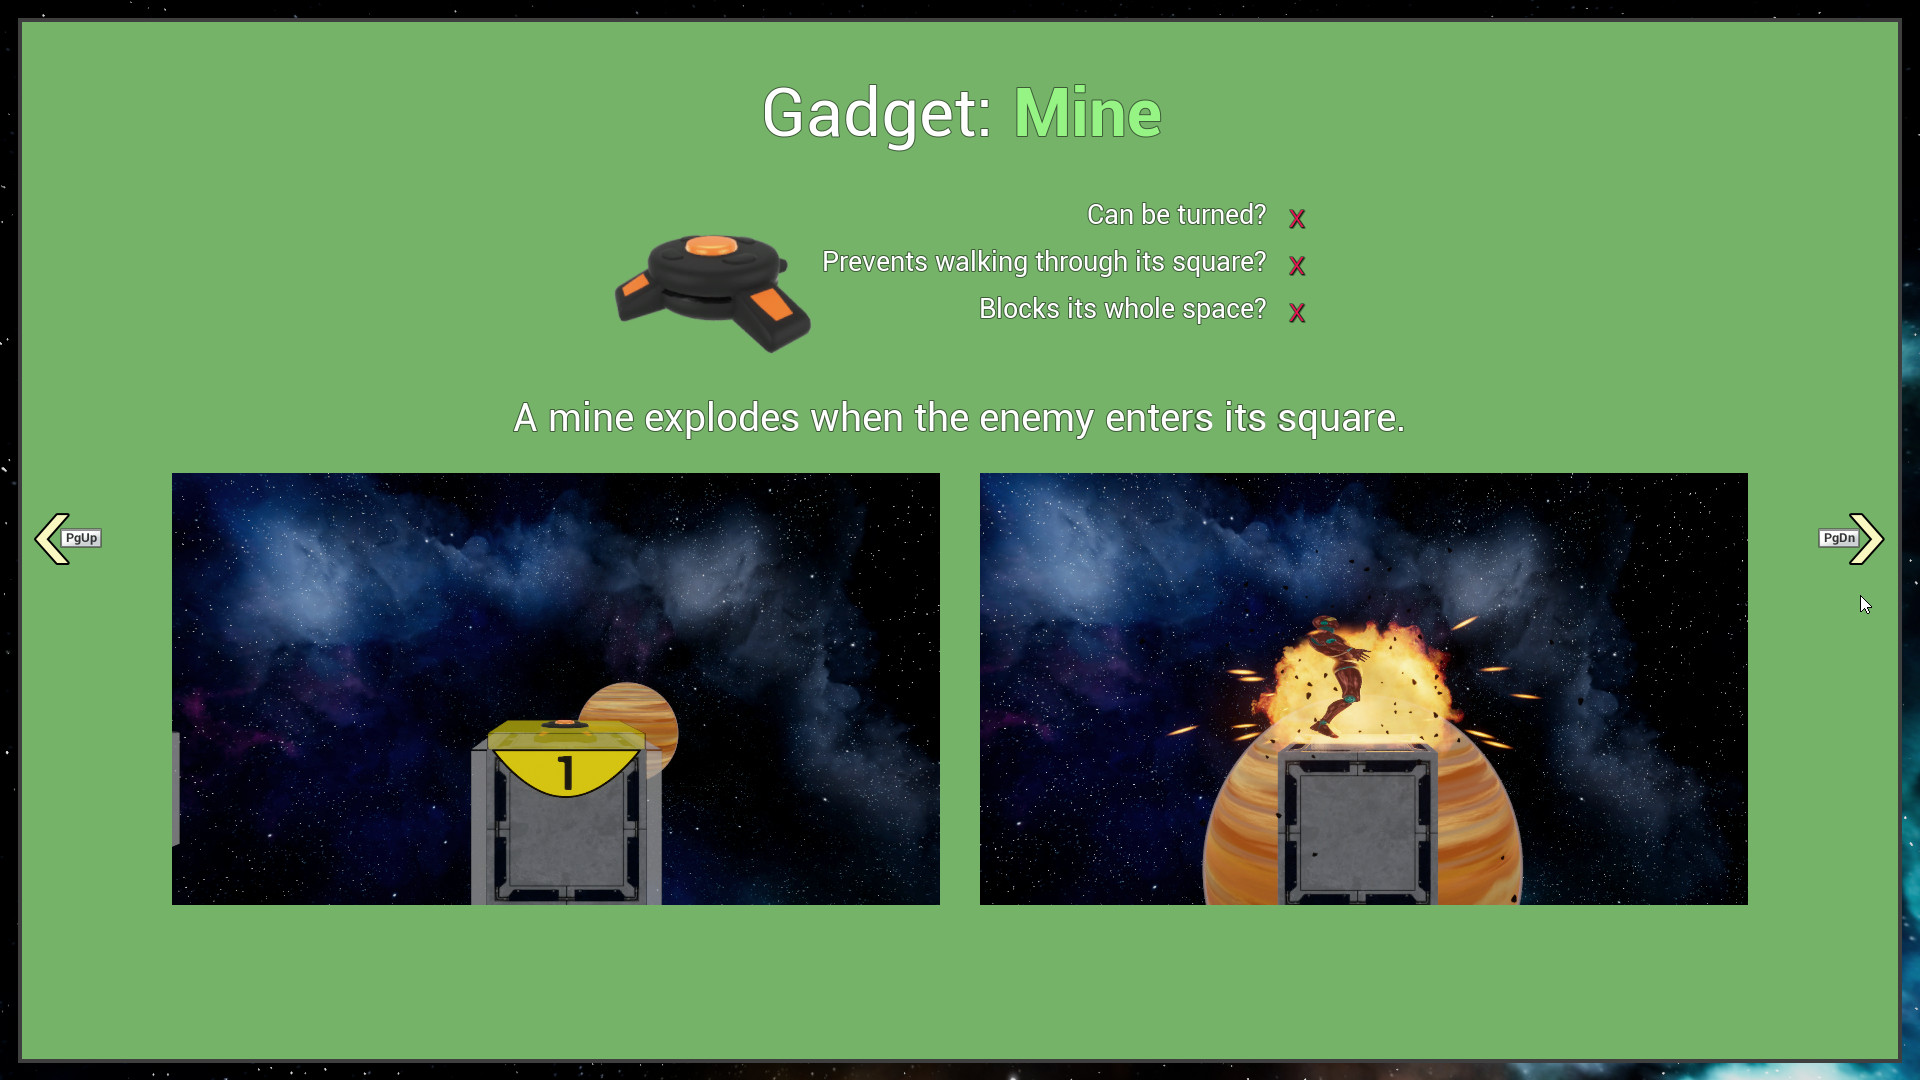 Gadget: Mine
Can be turned? X
Prevents walking through its square? X
Blocks its whole space? X
A mine explodes when the enemy enters its square.
PgUp
PgDn
1